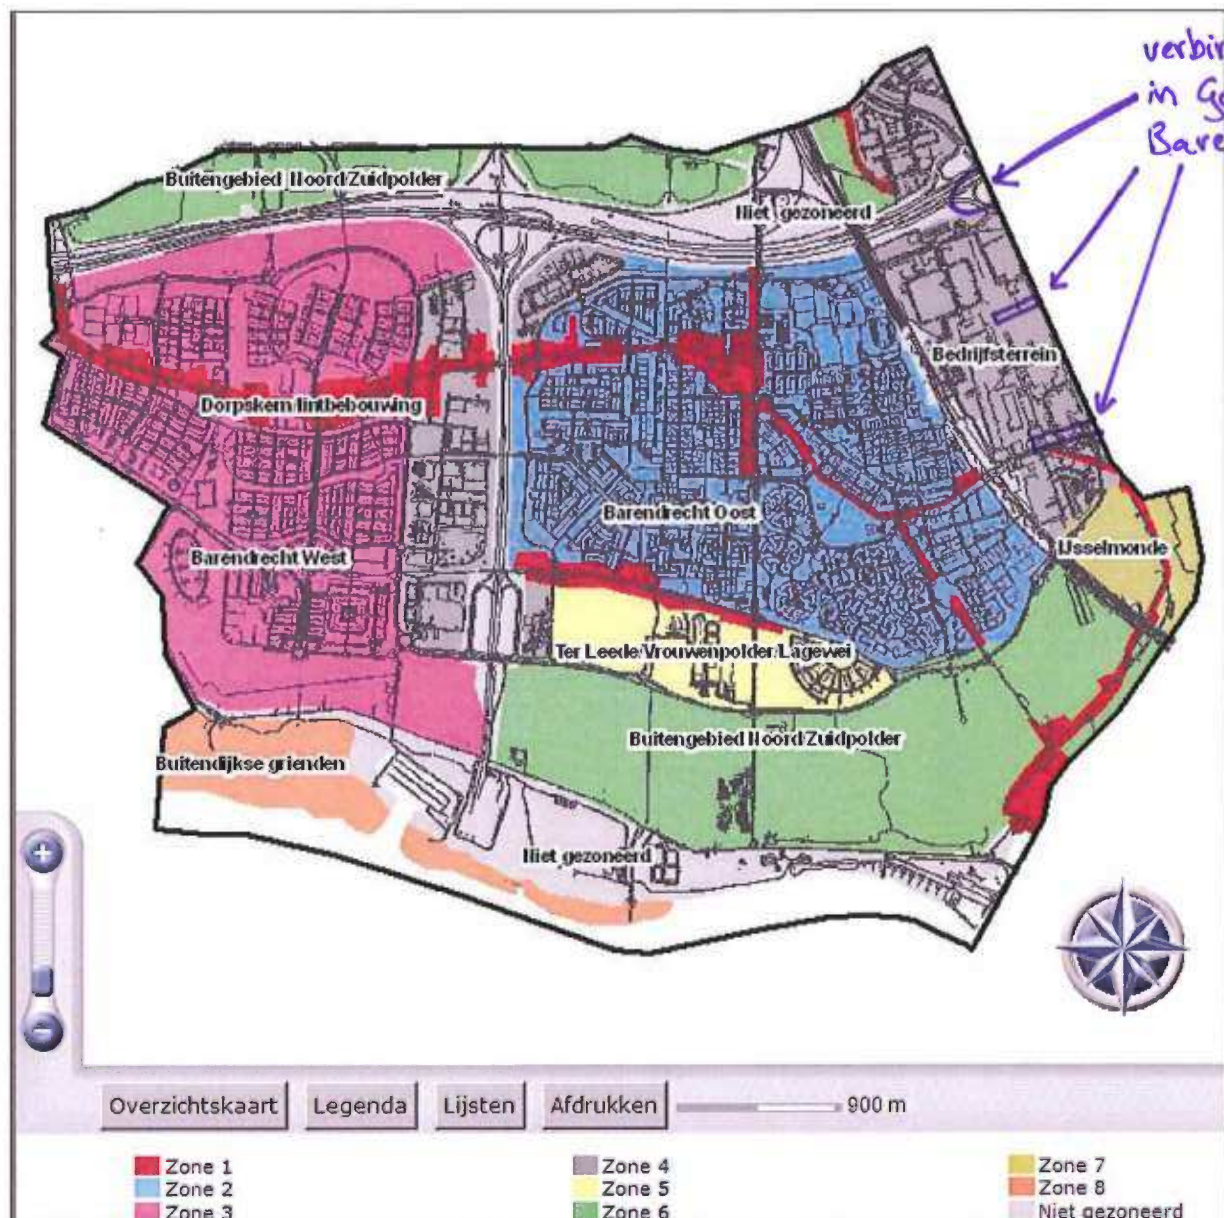 verbin
in Ge
Bare
Buitengebied Noord/Zuidpolder
Niet gezoneerd
Bedrijfsterrein
Dorpskern/lintbebouwing
Barendrecht Oost
Barendrecht West
IJsselmonde
Ter Leede/Vrouwenpolder/Lagewei
Buitengebied Noord/Zuidpolder
Buitendijkse grienden
Niet gezoneerd
Overzichtskaart Legenda Lijsten Afdrukken 900 m
Zone 1 Zone 4 Zone 7
Zone 2 Zone 5 Zone 8
Zone 3 Zone 6 Niet gezoneerd